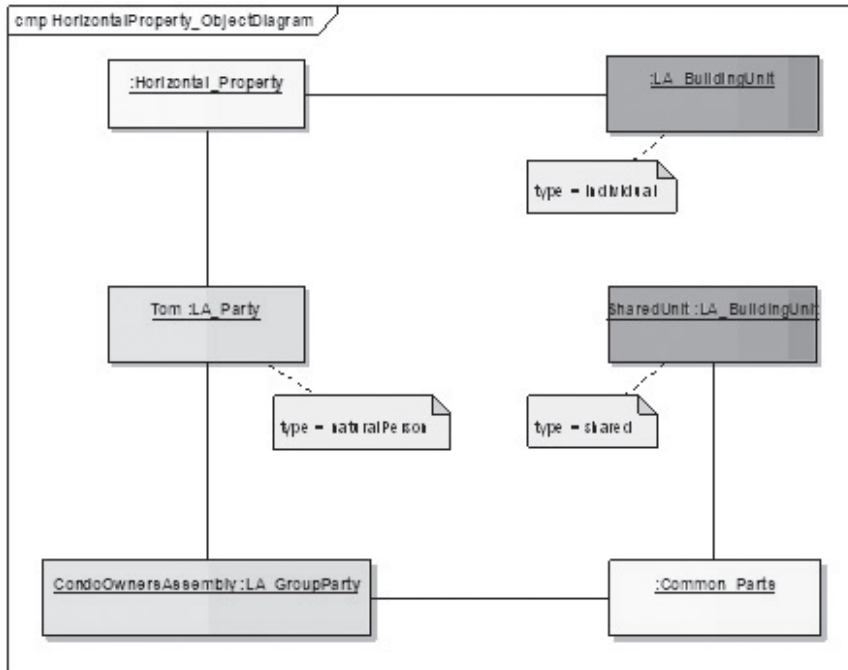 cmp HorizontalProperty_ObjectDiagram
:Horizontal_Property
:LA_BuildingUnit
type = individual
Tom :LA_Party
SharedUnit :LA_BuildingUnit
type = naturalPerson
type = shared
CondoOwnersAssembly :LA_GroupParty
:Common_Parts